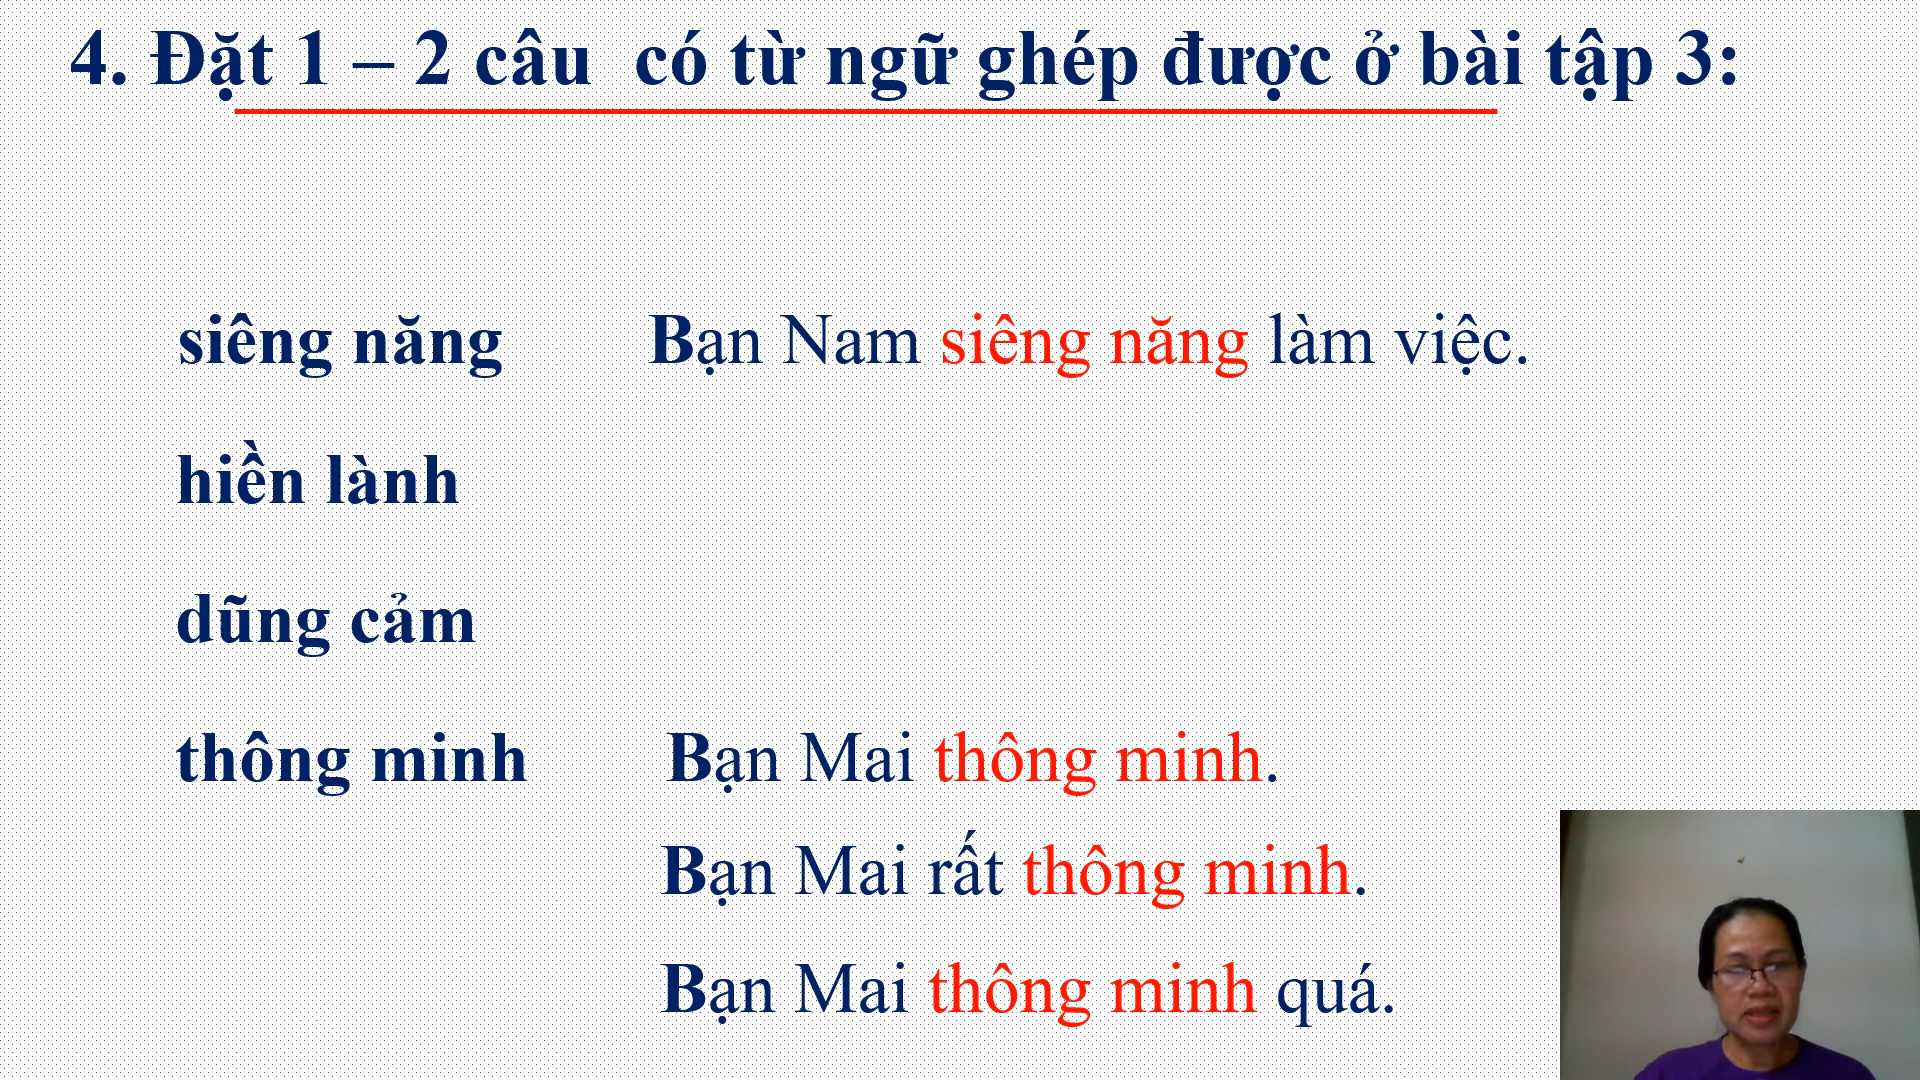 4. Đặt 1 – 2 câu có từ ngữ ghép được ở bài tập 3:
siêng năng Bạn Nam siêng năng làm việc.
hiền lành
dũng cảm
thông minh Bạn Mai thông minh.
Bạn Mai rất thông minh.
Bạn Mai thông minh quá.